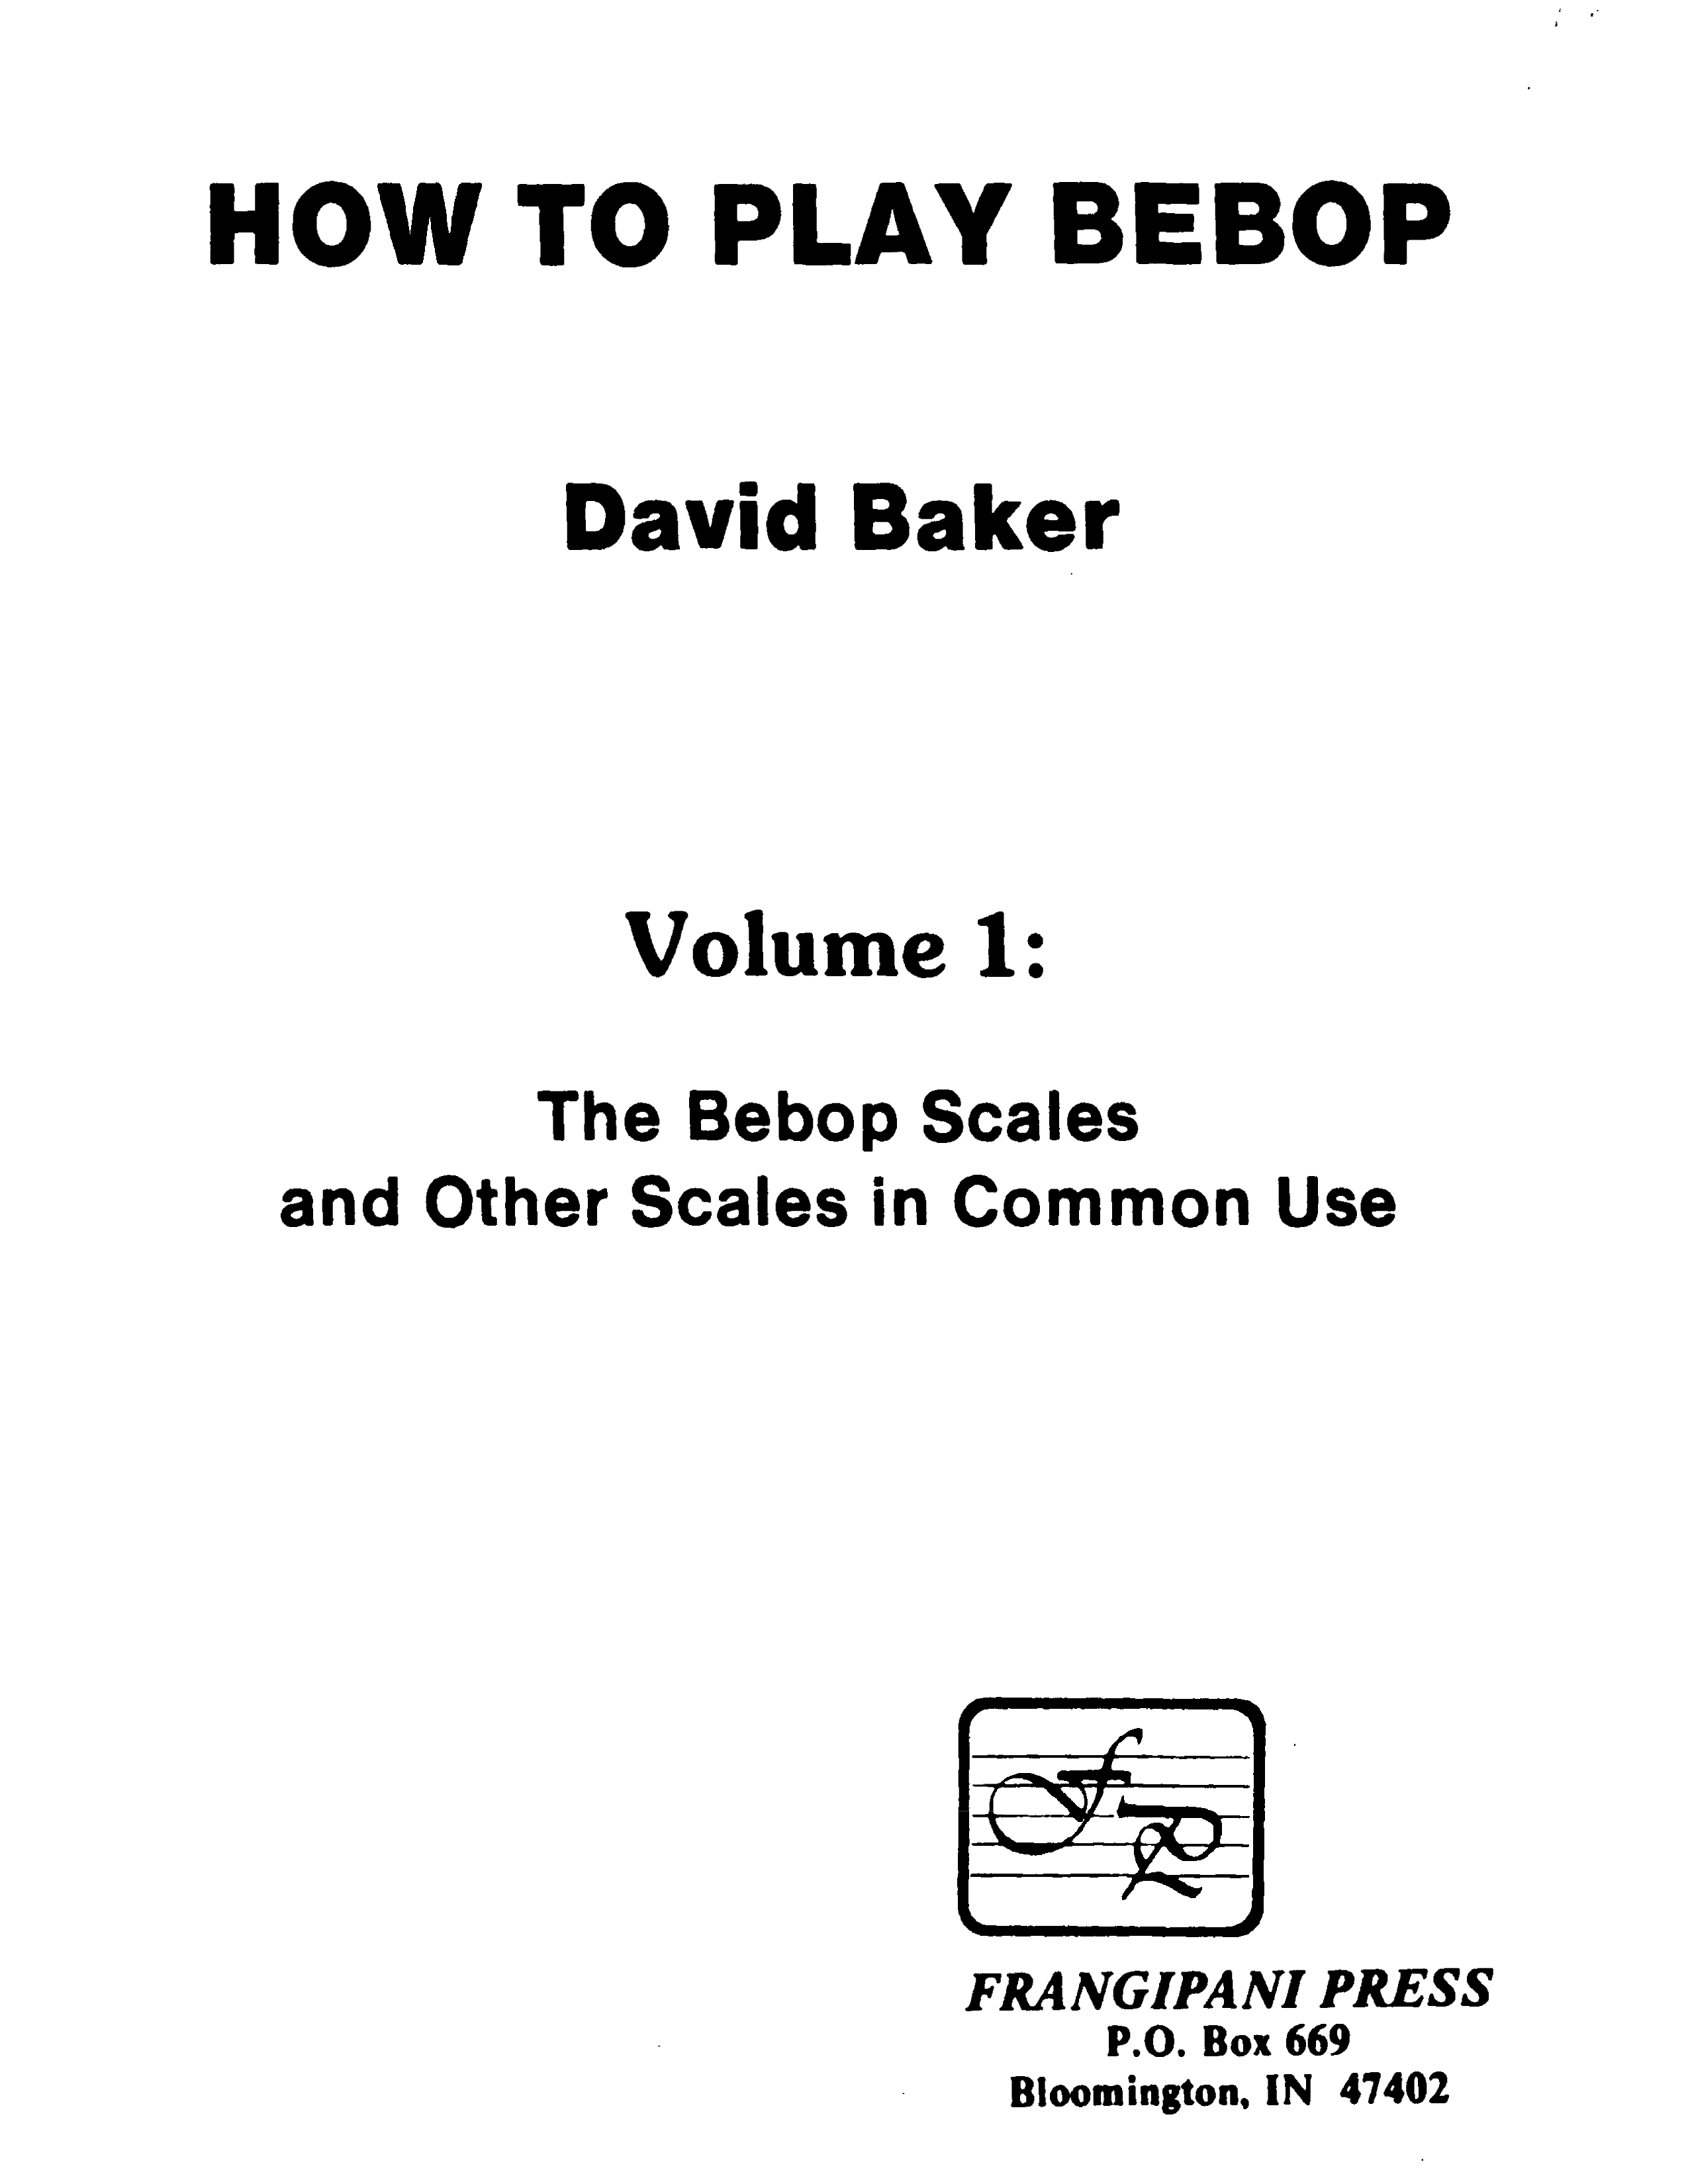 HOW TO PLAY BEBOP
David Baker
Volume 1:
The Bebop Scales
and Other Scales in Common Use
FRANGIPANI PRESS
P.O. Box 669
Bloomington, IN 47402